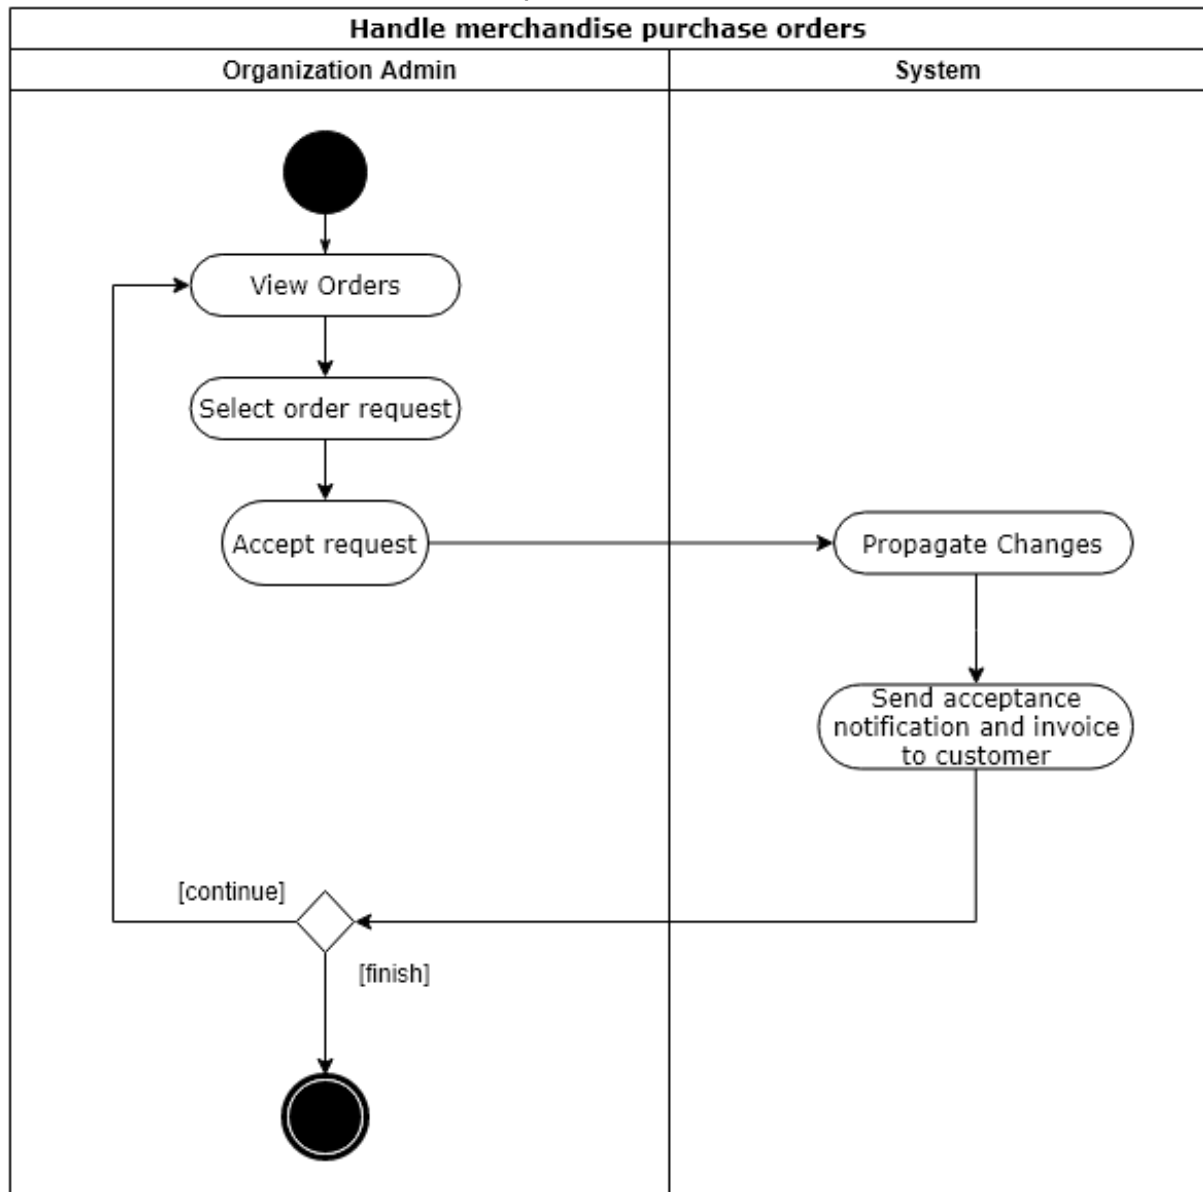 Handle merchandise purchase orders
Organization Admin
System
View Orders
Select order request
Accept request
Propagate Changes
Send acceptance
notification and invoice
to customer
[continue]
[finish]